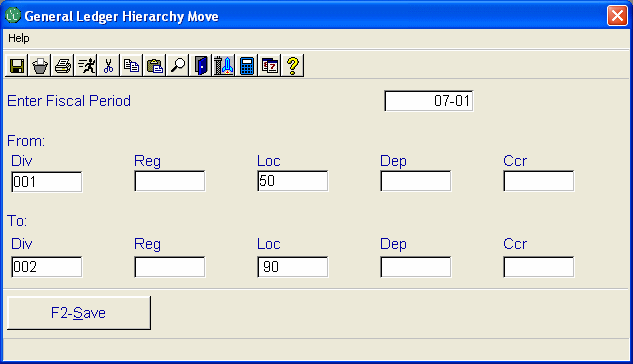 General Ledger Hierarchy Move
Help
Enter Fiscal Period 07-01
From:
Div Reg Loc Dep Ccr
001 50
To:
Div Reg Loc Dep Ccr
002 90
F2-Save